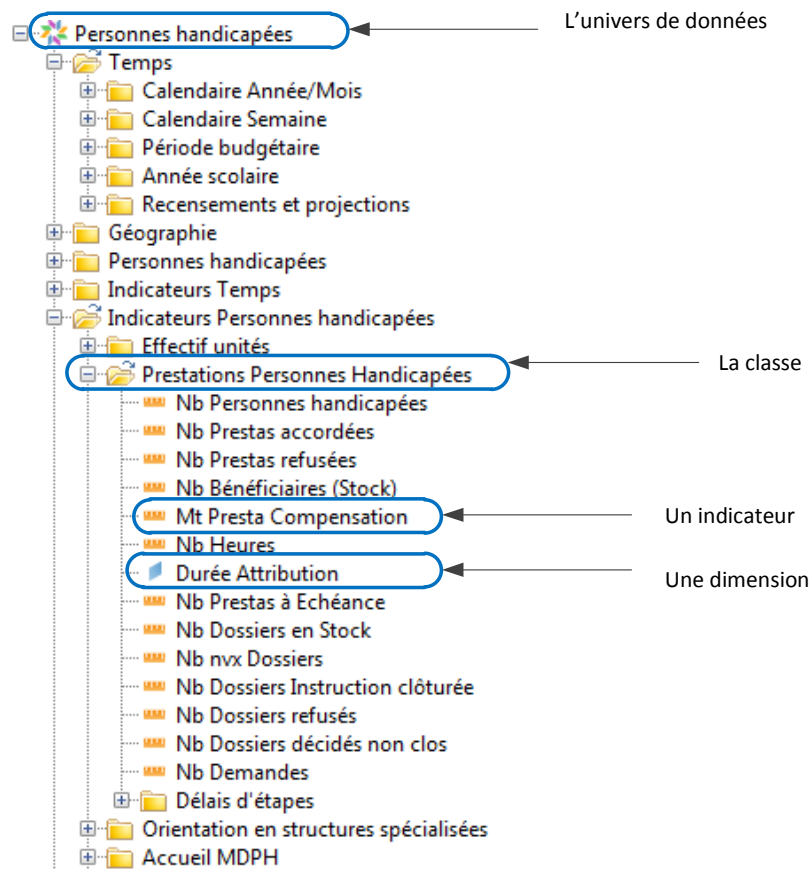 Personnes handicapées
L'univers de données
Temps
Calendaire Année/Mois
Calendaire Semaine
Période budgétaire
Année scolaire
Recensements et projections
Géographie
Personnes handicapées
Indicateurs Temps
Indicateurs Personnes handicapées
Effectif unités
Prestations Personnes Handicapées
La classe
Nb Personnes handicapées
Nb Prestas accordées
Nb Prestas refusées
Nb Bénéficiaires (Stock)
Mt Presta Compensation
Un indicateur
Nb Heures
Durée Attribution
Une dimension
Nb Prestas à Echéance
Nb Dossiers en Stock
Nb nvx Dossiers
Nb Dossiers Instruction clôturée
Nb Dossiers refusés
Nb Dossiers décidés non clos
Nb Demandes
Délais d'étapes
Orientation en structures spécialisées
Accueil MDPH